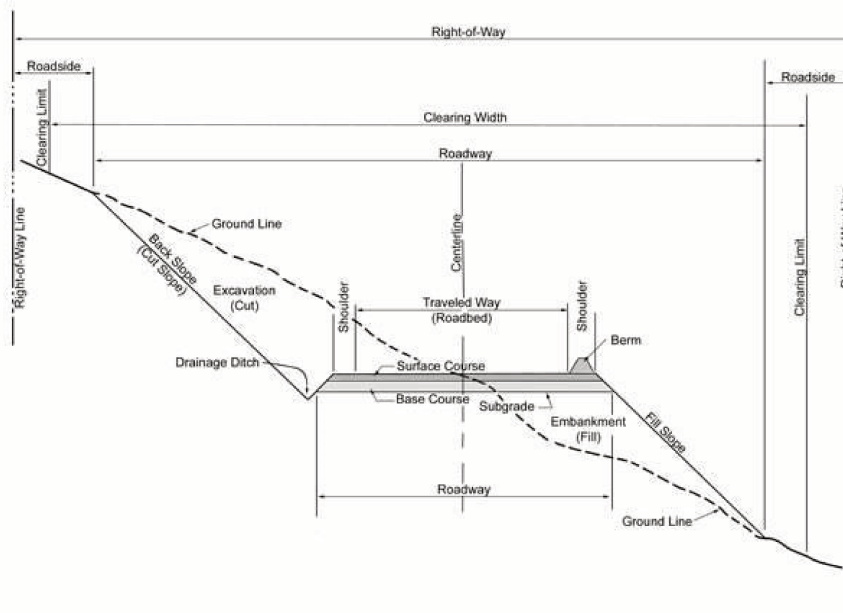 Right-of-Way
Roadside
Roadside
Clearing Limit
Clearing Width
Roadway
Right-of-Way Line
Ground Line
Back Slope
(Cut Slope)
Centerline
Clearing Limit
Excavation
(Cut)
Shoulder
Traveled Way
(Roadbed)
Shoulder
Berm
Drainage Ditch
Surface Course
Base Course
Subgrade
Embankment
(Fill)
Fill Slope
Roadway
Ground Line